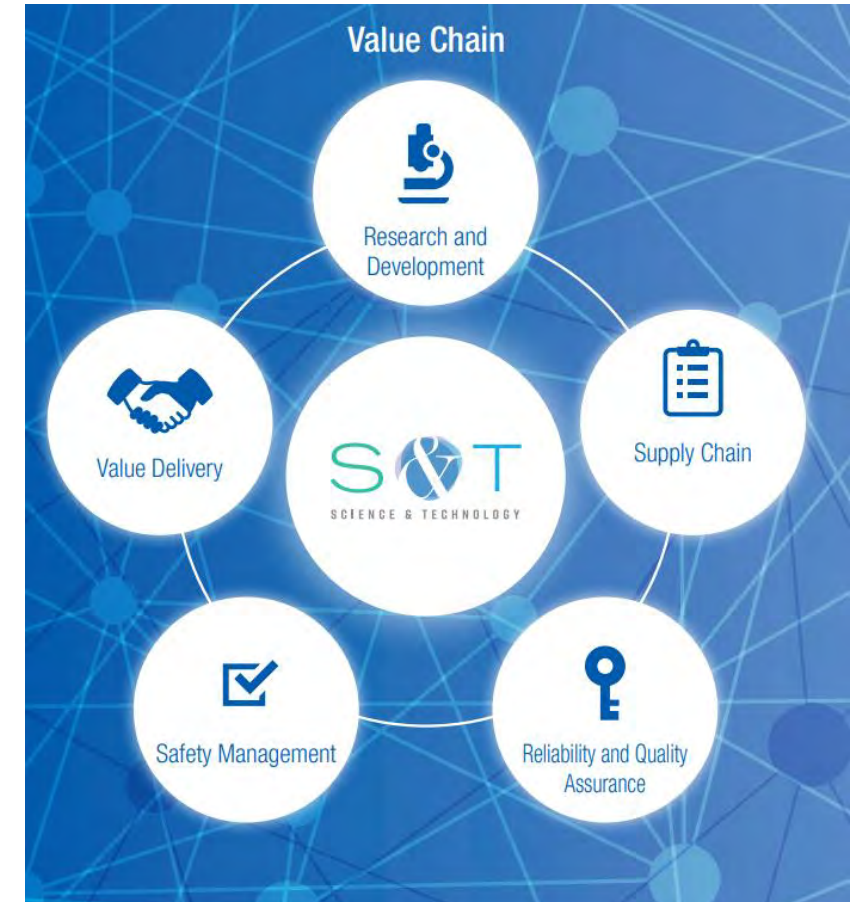 Value Chain
Research and
Development
Value Delivery
Supply Chain
S&T
SCIENCE & TECHNOLOGY
Safety Management
Reliability and Quality
Assurance